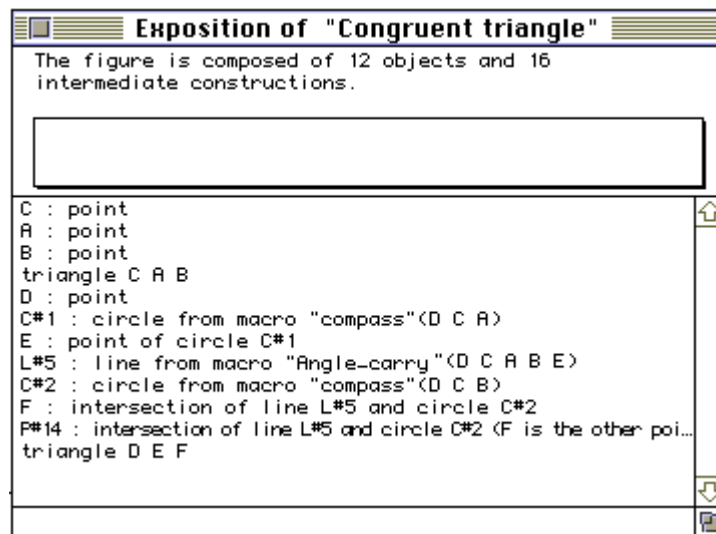 Exposition of "Congruent triangle"
The figure is composed of 12 objects and 16
intermediate constructions.
C : point
A : point
B : point
triangle C A B
D : point
C#1 : circle from macro "compass"(D C A)
E : point of circle C#1
L#5 : line from macro "Angle-carry"(D C A B E)
C#2 : circle from macro "compass"(D C B)
F : intersection of line L#5 and circle C#2
P#14 : intersection of line L#5 and circle C#2 (F is the other poi...
triangle D E F